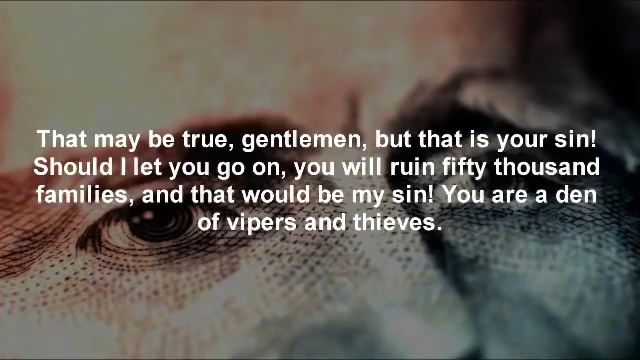 That may be true, gentlemen, but that is your sin!
Should I let you go on, you will ruin fifty thousand
families, and that would be my sin! You are a den
of vipers and thieves.